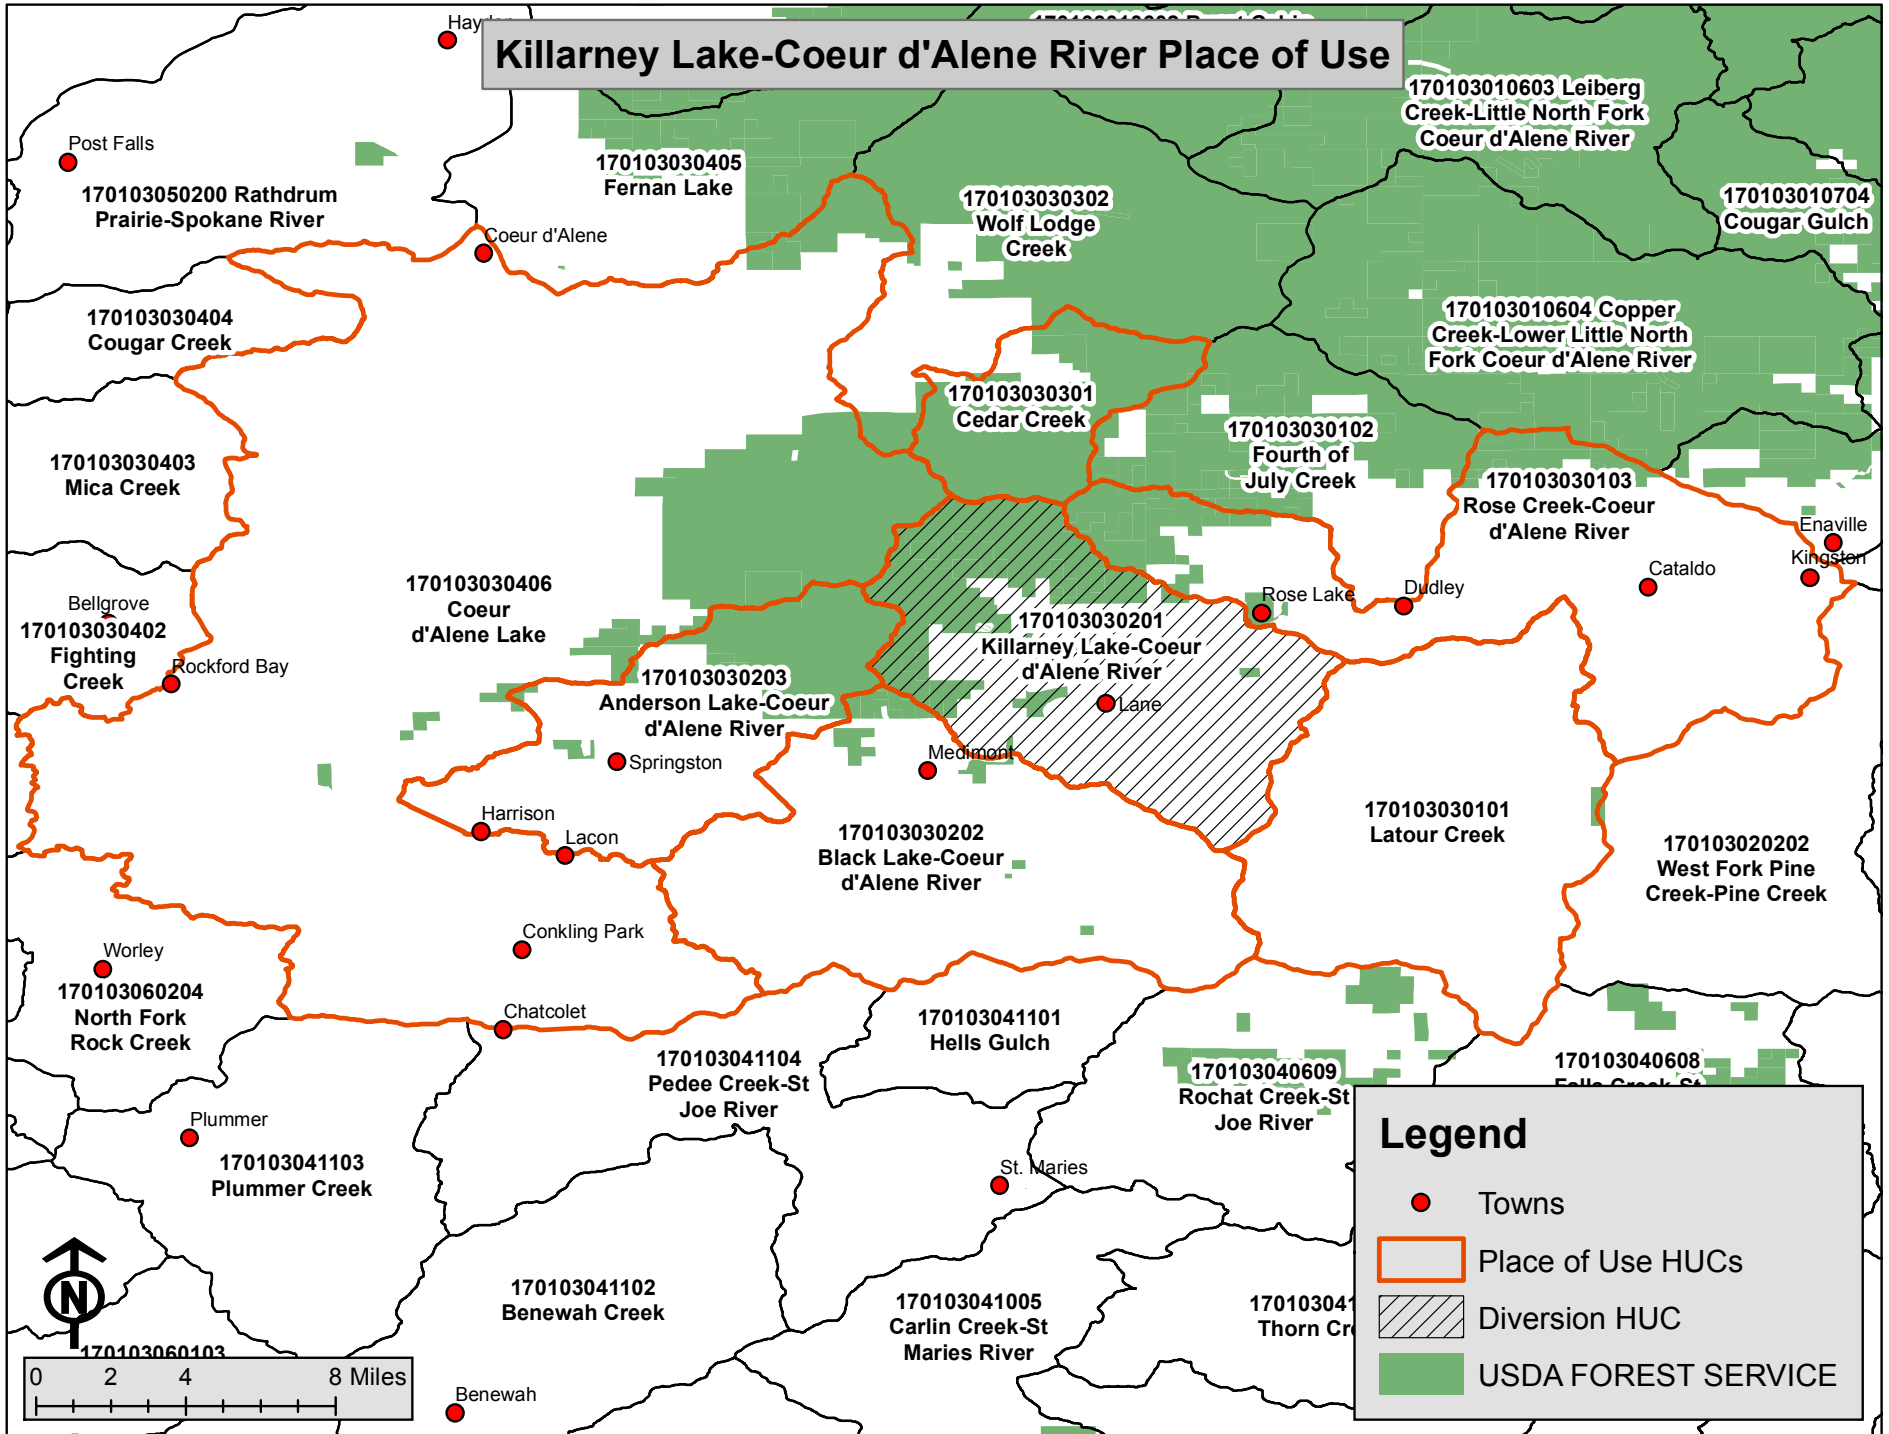 Killarney Lake-Coeur d'Alene River Place of Use
Post Falls
170103050200 Rathdrum
Prairie-Spokane River
170103030405
Fernan Lake
170103030302
Wolf Lodge
Creek
170103010603 Leiberg
Creek-Little North Fork
Coeur d'Alene River
170103010704
Cougar Gulch
Coeur d'Alene
170103030404
Cougar Creek
170103010604 Copper
Creek-Lower Little North
Fork Coeur d'Alene River
170103030301
Cedar Creek
170103030102
Fourth of
July Creek
170103030403
Mica Creek
170103030103
Rose Creek-Coeur
d'Alene River
Enaville
Kingston
Cataldo
Dudley
Rose Lake
170103030406
Coeur
d'Alene Lake
Bellgrove
170103030402
Fighting
Creek
Rockford Bay
170103030201
Killarney Lake-Coeur
d'Alene River
Lane
170103030203
Anderson Lake-Coeur
d'Alene River
Springston
Medimont
Harrison
Lacon
170103030202
Black Lake-Coeur
d'Alene River
170103030101
Latour Creek
170103020202
West Fork Pine
Creek-Pine Creek
Conkling Park
Worley
170103060204
North Fork
Rock Creek
Chatcolet
170103041101
Hells Gulch
170103041104
Pedee Creek-St
Joe River
170103040609
Rochat Creek-St
Joe River
170103040608
Falls Creek-St
Plummer
170103041103
Plummer Creek
St. Maries
170103041102
Benewah Creek
170103041005
Carlin Creek-St
Maries River
Thorn
170103060103
Benewah
N
0 2 4 8 Miles
Legend
Towns
Place of Use HUCs
Diversion HUC
USDA FOREST SERVICE